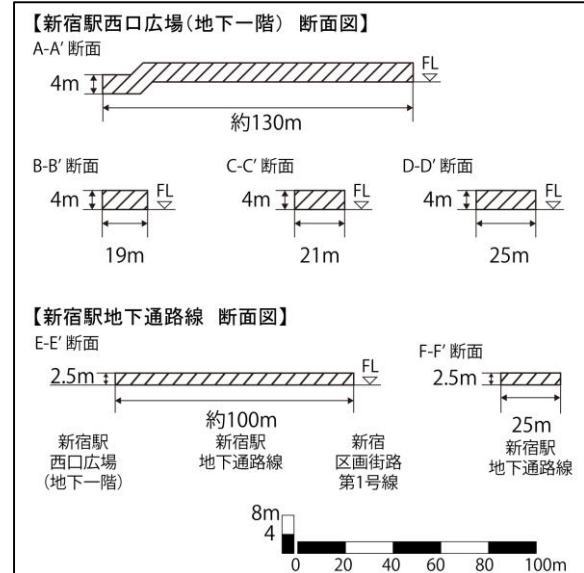 【新宿駅西口広場(地下一階) 断面図】
A-A' 断面
FL
4m
約130m
B-B' 断面
C-C' 断面
D-D' 断面
4m
FL
4m
FL
4m
FL
19m
21m
25m
【新宿駅地下通路線 断面図】
E-E' 断面
F-F' 断面
2.5m
FL
2.5m
約100m
25m
新宿駅
西口広場
(地下一階)
新宿駅
地下通路線
新宿
区画街路
第1号線
新宿駅
地下通路線
8m
4
0 20 40 60 80 100m